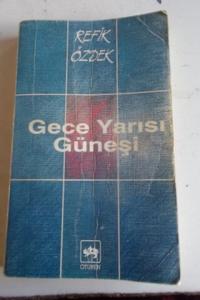 REFİK
ÖZDEK
Gece Yarısı
Güneşi
ÖTÜKEN